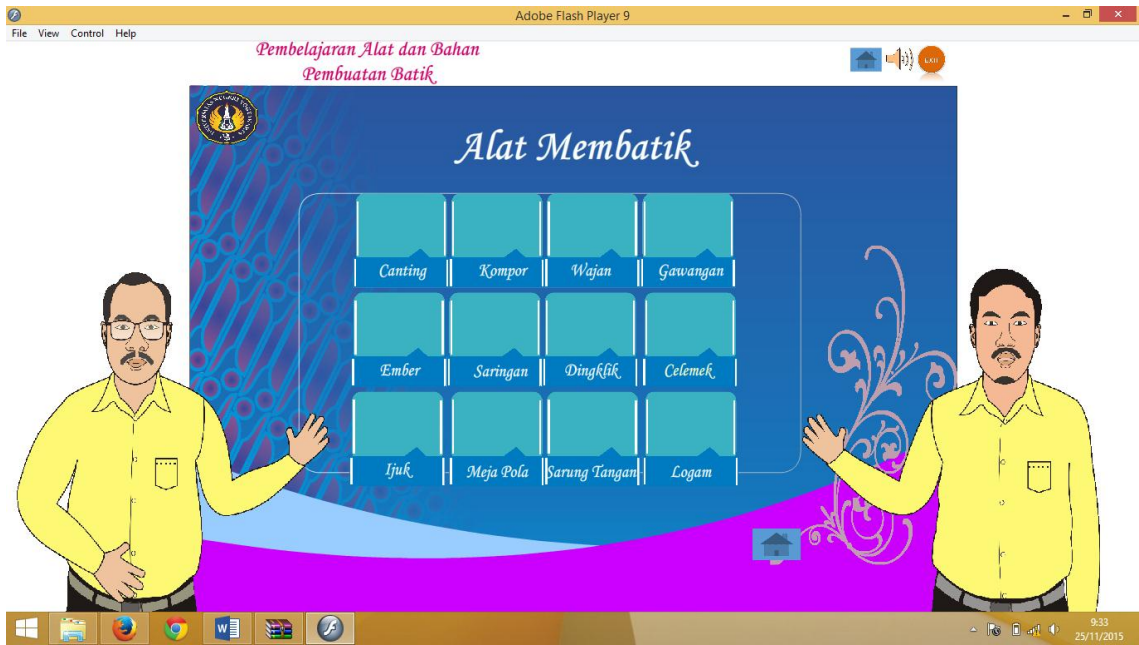 Adobe Flash Player 9
File View Control Help
Pembelajaran Alat dan Bahan
Pembuatan Batik
EXIT
Alat Membatik
Canting Kompor Wajan Gawangan
Ember Saringan Dingklik Celemek
Ijuk Meja Pola Sarung Tangan Logam
9:33
25/11/2015